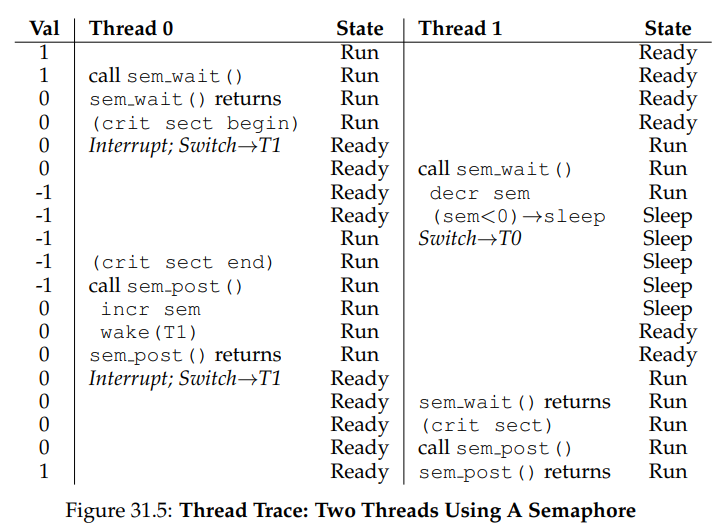 Val Thread 0 State Thread 1 State
1 Run Ready
1 call sem_wait() Run Ready
0 sem_wait() returns Run Ready
0 (crit sect begin) Run Ready
0 Interrupt; Switch→T1 Ready Run
0 Ready call sem_wait() Run
-1 Ready decr sem Run
-1 Ready (sem<0)→sleep Sleep
-1 Run Switch→T0 Sleep
-1 (crit sect end) Run Sleep
-1 call sem_post() Run Sleep
0 incr sem Run Sleep
0 wake(T1) Run Ready
0 sem_post() returns Run Ready
0 Interrupt; Switch→T1 Ready Run
0 Ready sem_wait() returns Run
0 Ready (crit sect) Run
0 Ready call sem_post() Run
1 Ready sem_post() returns Run
Figure 31.5: Thread Trace: Two Threads Using A Semaphore